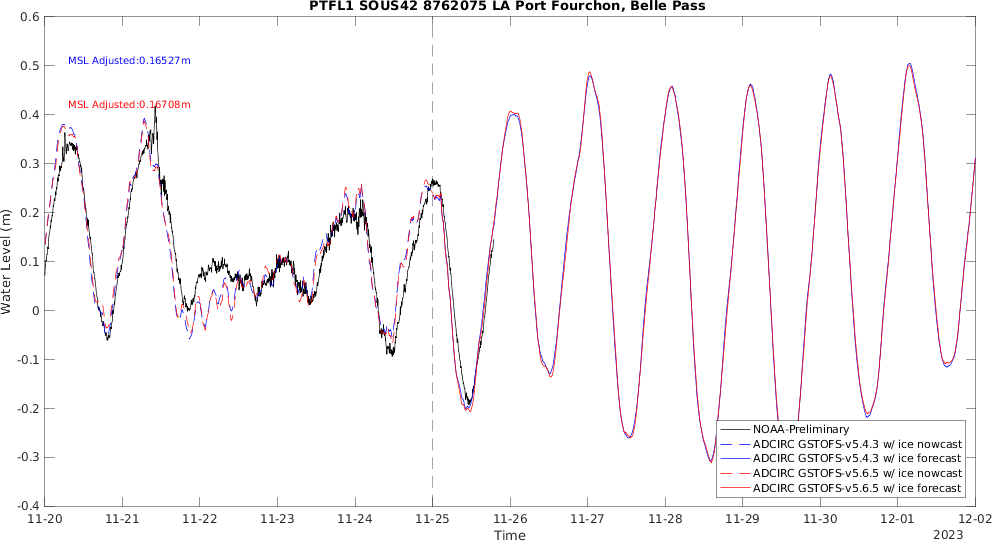 PTFL1 SOUS42 8762075 LA Port Fourchon, Belle Pass
MSL Adjusted:0.16527m
MSL Adjusted:0.16708m
Water Level (m)
0.6
0.5
0.4
0.3
0.2
0.1
0
-0.1
-0.2
-0.3
-0.4
NOAA-Preliminary
ADCIRC GSTOFS-v5.4.3 w/ ice nowcast
ADCIRC GSTOFS-v5.4.3 w/ ice forecast
ADCIRC GSTOFS-v5.6.5 w/ ice nowcast
ADCIRC GSTOFS-v5.6.5 w/ ice forecast
11-20 11-21 11-22 11-23 11-24 11-25 11-26 11-27 11-28 11-29 11-30 12-01 12-02
Time
2023